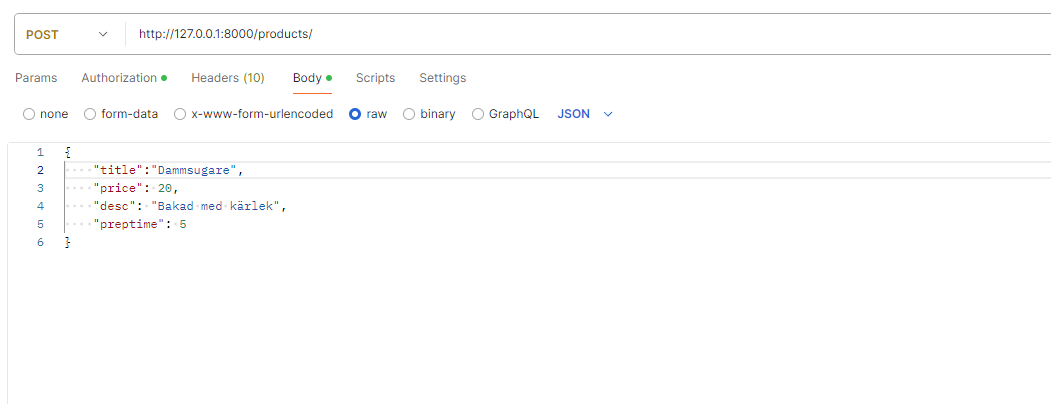 POST http://127.0.0.1:8000/products/
Params Authorization Headers (10) Body Scripts Settings
none form-data x-www-form-urlencoded raw binary GraphQL JSON
1 {
2 "title":"Dammsugare",
3 "price": 20,
4 "desc": "Bakad med kärlek",
5 "preptime": 5
6 }